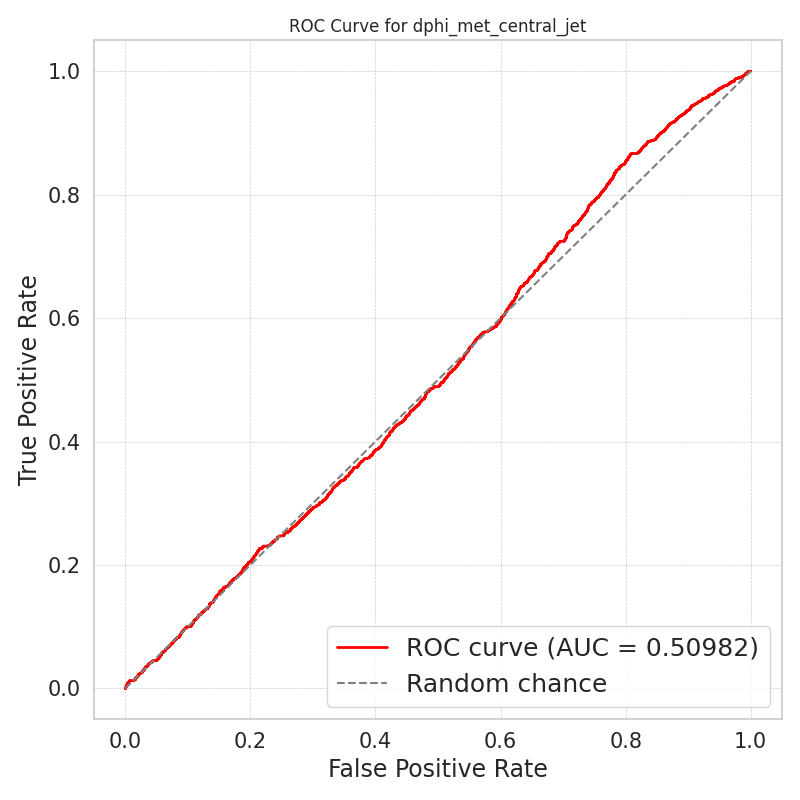 ROC Curve for dphi_met_central_jet
True Positive Rate
1.0
0.8
0.6
0.4
0.2
0.0
ROC curve (AUC = 0.50982)
Random chance
0.0 0.2 0.4 0.6 0.8 1.0
False Positive Rate